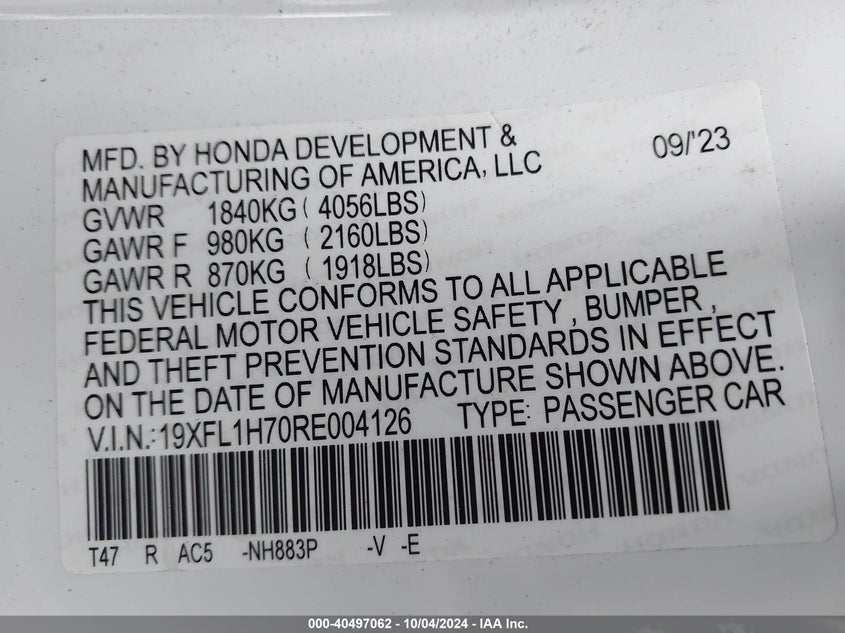 MFD. BY HONDA DEVELOPMENT & 09/'23
MANUFACTURING OF AMERICA, LLC
GVWR 1840KG ( 4056LBS)
GAWR F 980KG ( 2160LBS)
GAWR R 870KG ( 1918LBS)
THIS VEHICLE CONFORMS TO ALL APPLICABLE
FEDERAL MOTOR VEHICLE SAFETY , BUMPER ,
AND THEFT PREVENTION STANDARDS IN EFFECT
ON THE DATE OF MANUFACTURE SHOWN ABOVE.
V.I.N.:19XFL1H70RE004126 TYPE: PASSENGER CAR
T47 R AC5 -NH883P -V -E
000-40497062 - 10/04/2024 - IAA Inc.